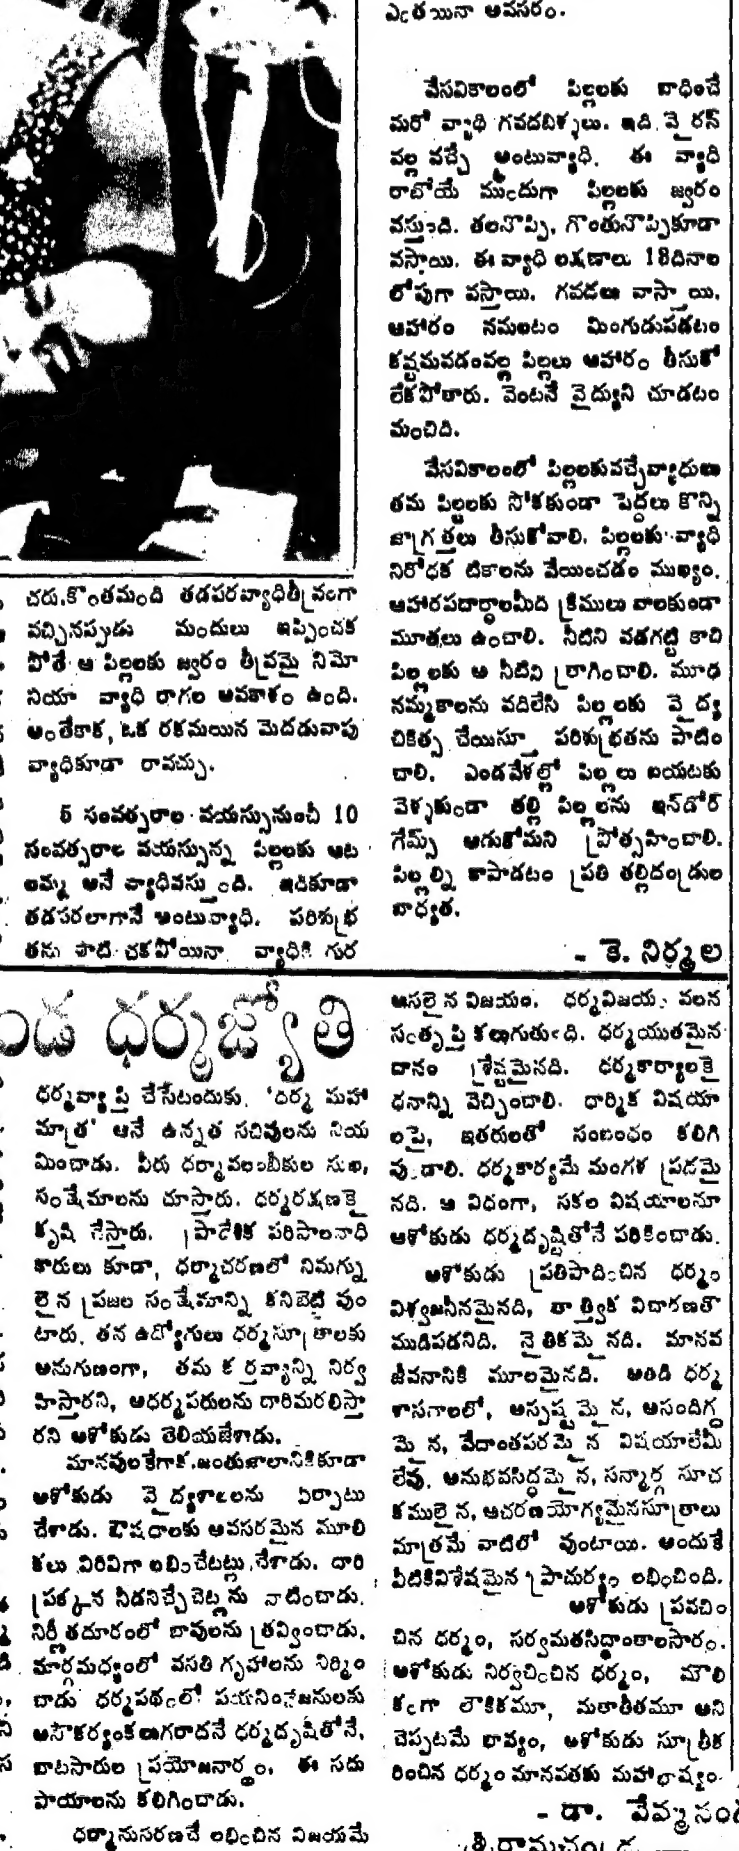 చరు.కొంతమంది తడపరవ్యాధితీవ్రంగా
వచ్చినప్పుడు మందులు ఇప్పించక
పోతే ఆ పిల్లలకు జ్వరం తీవ్రమై నిమో
నియా వ్యాధి రాగల అవకాశం ఉంది.
అంతేకాక, ఒక రకమయిన మెదడువాపు
వ్యాధికూడా రావచ్చు.
5 సంవత్సరాల వయస్సునుంచీ 10
సంవత్సరాల వయస్సున్న పిల్లలకు ఆట
లమ్మ అనే వ్యాధివస్తుంది. ఇదికూడా
తడపరలాగానే అంటువ్యాధి. పరిశుభ్ర
తను పాటించకపోయినా వ్యాధికి గుర
ఎంతయినా అవసరం.
వేసవికాలంలో పిల్లలకు బాధించే
మరో వ్యాధి గవదబిళ్ళలు. ఇది వైరస్
వల్ల వచ్చే అంటువ్యాధి. ఈ వ్యాధి
రాబోయే ముందుగా పిల్లలకు జ్వరం
వస్తుంది. తలనొప్పి, గొంతునొప్పికూడా
వస్తాయి. ఈ వ్యాధి లక్షణాలు 18దినాల
లోపుగా వస్తాయి. గవదలు వాస్తాయి.
ఆహారం నమలటం మింగుడుపడటం
కష్టమవడంవల్ల పిల్లలు ఆహారం తీసుకో
లేకపోతారు. వెంటనే వైద్యుని చూడటం
మంచిది.
వేసవికాలంలో పిల్లలకువచ్చేవ్యాధులు
తమ పిల్లలకు సోకకుండా పెద్దలు కొన్ని
జాగ్రత్తలు తీసుకోవాలి. పిల్లలకు వ్యాధి
నిరోధక టీకాలను వేయించడం ముఖ్యం.
ఆహారపదార్థాలమీద క్రిములు వాలకుండా
మూతలు ఉంచాలి. నీటిని వడగట్టి కాచి
పిల్లలకు ఆ నీటిని త్రాగించాలి. మూఢ
నమ్మకాలను వదిలేసి పిల్లలకు వైద్య
చికిత్స చేయిస్తూ పరిశుభ్రతను పాటిం
చాలి. ఎండవేళల్లో పిల్లలు బయటకు
వెళ్ళకుండా తల్లి పిల్లలను ఇన్‌డోర్
గేమ్స్ ఆడుకోమని ప్రోత్సహించాలి.
పిల్లల్ని కాపాడటం ప్రతి తల్లిదండ్రుల
బాధ్యత.
- కె. నిర్మల
ండ ధర్మజ్యోతి
ధర్మవ్యాప్తి చేసేటందుకు, 'ధర్మ మహా
మాత్ర' అనే ఉన్నత సచివులను నియ
మించాడు. వీరు ధర్మావలంబీకుల సుఖ,
సంక్షేమాలను చూస్తారు. ధర్మరక్షణకై
కృషి చేస్తారు. ప్రాదేశిక పరిపాలనాధి
కారులు కూడా, ధర్మాచరణలో నిమగ్ను
లైన ప్రజల సంక్షేమాన్ని కనిబెట్టి వుం
టారు. తన ఉద్యోగులు ధర్మసూత్రాలకు
అనుగుణంగా, తమ కర్తవ్యాన్ని నిర్వ
హిస్తారని, అధర్మపరులను దారిమరలిస్తా
రని అశోకుడు తెలియజేశాడు.
మానవులకేగాక.జంతుజాలానికికూడా
అశోకుడు వైద్యశాలలను ఏర్పాటు
చేశాడు. ఔషధాలకు అవసరమైన మూలి
కలు విరివిగా లభించేటట్లు చేశాడు. దారి
ప్రక్కన నీడనిచ్చేచెట్లను నాటించాడు.
నిర్ణీతదూరంలో బావులను త్రవ్వించాడు.
మార్గమధ్యంలో వసతి గృహాలను నిర్మిం
చాడు ధర్మపథంలో పయనించేజనులకు
అసౌకర్యంకలుగరాదనే ధర్మదృష్టితోనే,
బాటసారుల ప్రయోజనార్థం, ఈ సదు
పాయాలను కలిగించాడు.
ధర్మానుసరణచే లభించిన విజయమే
అసలైన విజయం. ధర్మవిజయం వలన
సంతృప్తి కలుగుతుంది. ధర్మయుతమైన
దానం శ్రేష్టమైనది. ధర్మకార్యాలకై
ధనాన్ని వెచ్చించాలి. ధార్మిక విషయా
లపై, ఇతరులతో సంబంధం కలిగి
వుండాలి. ధర్మకార్యమే మంగళ ప్రదమై
నది. ఆ విధంగా, సకల విషయాలనూ
అశోకుడు ధర్మదృష్టితోనే పరికించాడు.
అశోకుడు ప్రతిపాదించిన ధర్మం
విశ్వజనీనమైనది, తాత్త్విక విచారణతో
ముడిపడనిది. నైతికమైనది. మానవ
జీవనానికి మూలమైనది. అతడి ధర్మ
శాసనాలలో, అస్పష్టమైన, అసందిగ్ధ
మైన, వేదాంతపరమైన విషయాలేమీ
లేవు. అనుభవసిద్ధమైన, సన్మార్గ సూచ
కములైన, ఆచరణయోగ్యమైనసూత్రాలు
మాత్రమే వాటిలో వుంటాయి. అందుకే
వీటికివిశేషమైన ప్రాచుర్యం లభించింది.
అశోకుడు ప్రవచిం
చిన ధర్మం, సర్వమతసిద్ధాంతాలసారం.
అశోకుడు నిర్వచించిన ధర్మం, మౌలి
కంగా లౌకికమూ, మతాతీతమూ అని
చెప్పటమే భావ్యం, అశోకుడు సూత్రీక
రించిన ధర్మం మానవతకు మహాభాష్యం.
- డా. వేమ్మసం
శ్రీరామచంద్ర